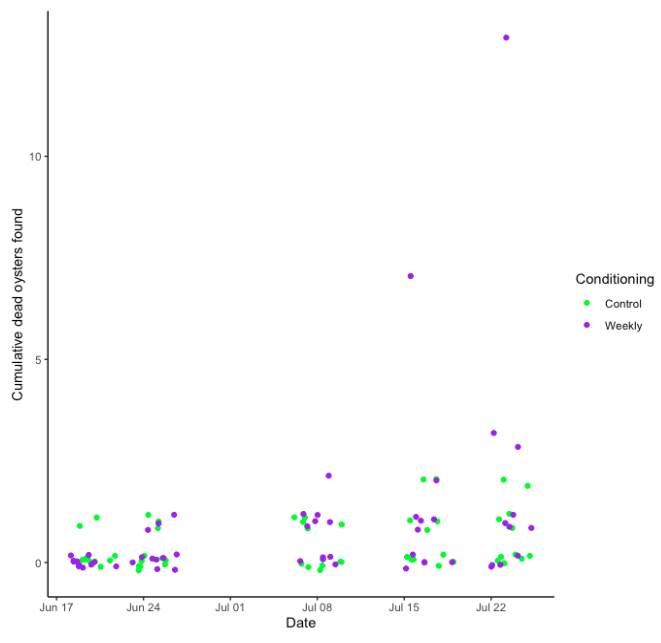 10
5
0
Cumulative dead oysters found
Jun 17 Jun 24 Jul 01 Jul 08 Jul 15 Jul 22
Date
Conditioning
Control
Weekly